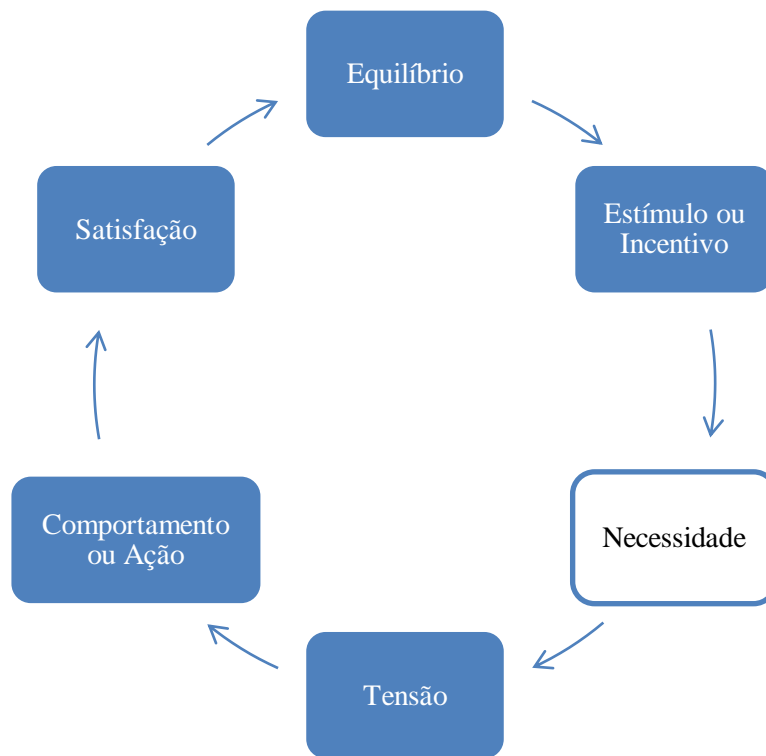 Equilíbrio
Estímulo ou
Incentivo
Necessidade
Tensão
Comportamento
ou Ação
Satisfação